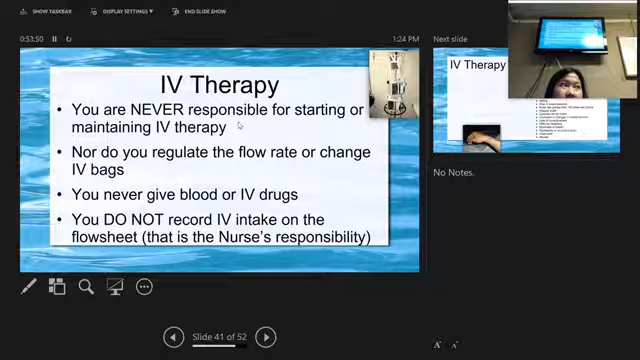 SHOW TASKBAR
DISPLAY SETTINGS ▾
END SLIDE SHOW
0:53:50
1:24 PM
IV Therapy
• You are NEVER responsible for starting or
maintaining IV therapy
• Nor do you regulate the flow rate or change
IV bags
• You never give blood or IV drugs
• You DO NOT record IV intake on the
flowsheet (that is the Nurse's responsibility)
Slide 41 of 52
Next slide
IV Therapy
No Notes.
A A